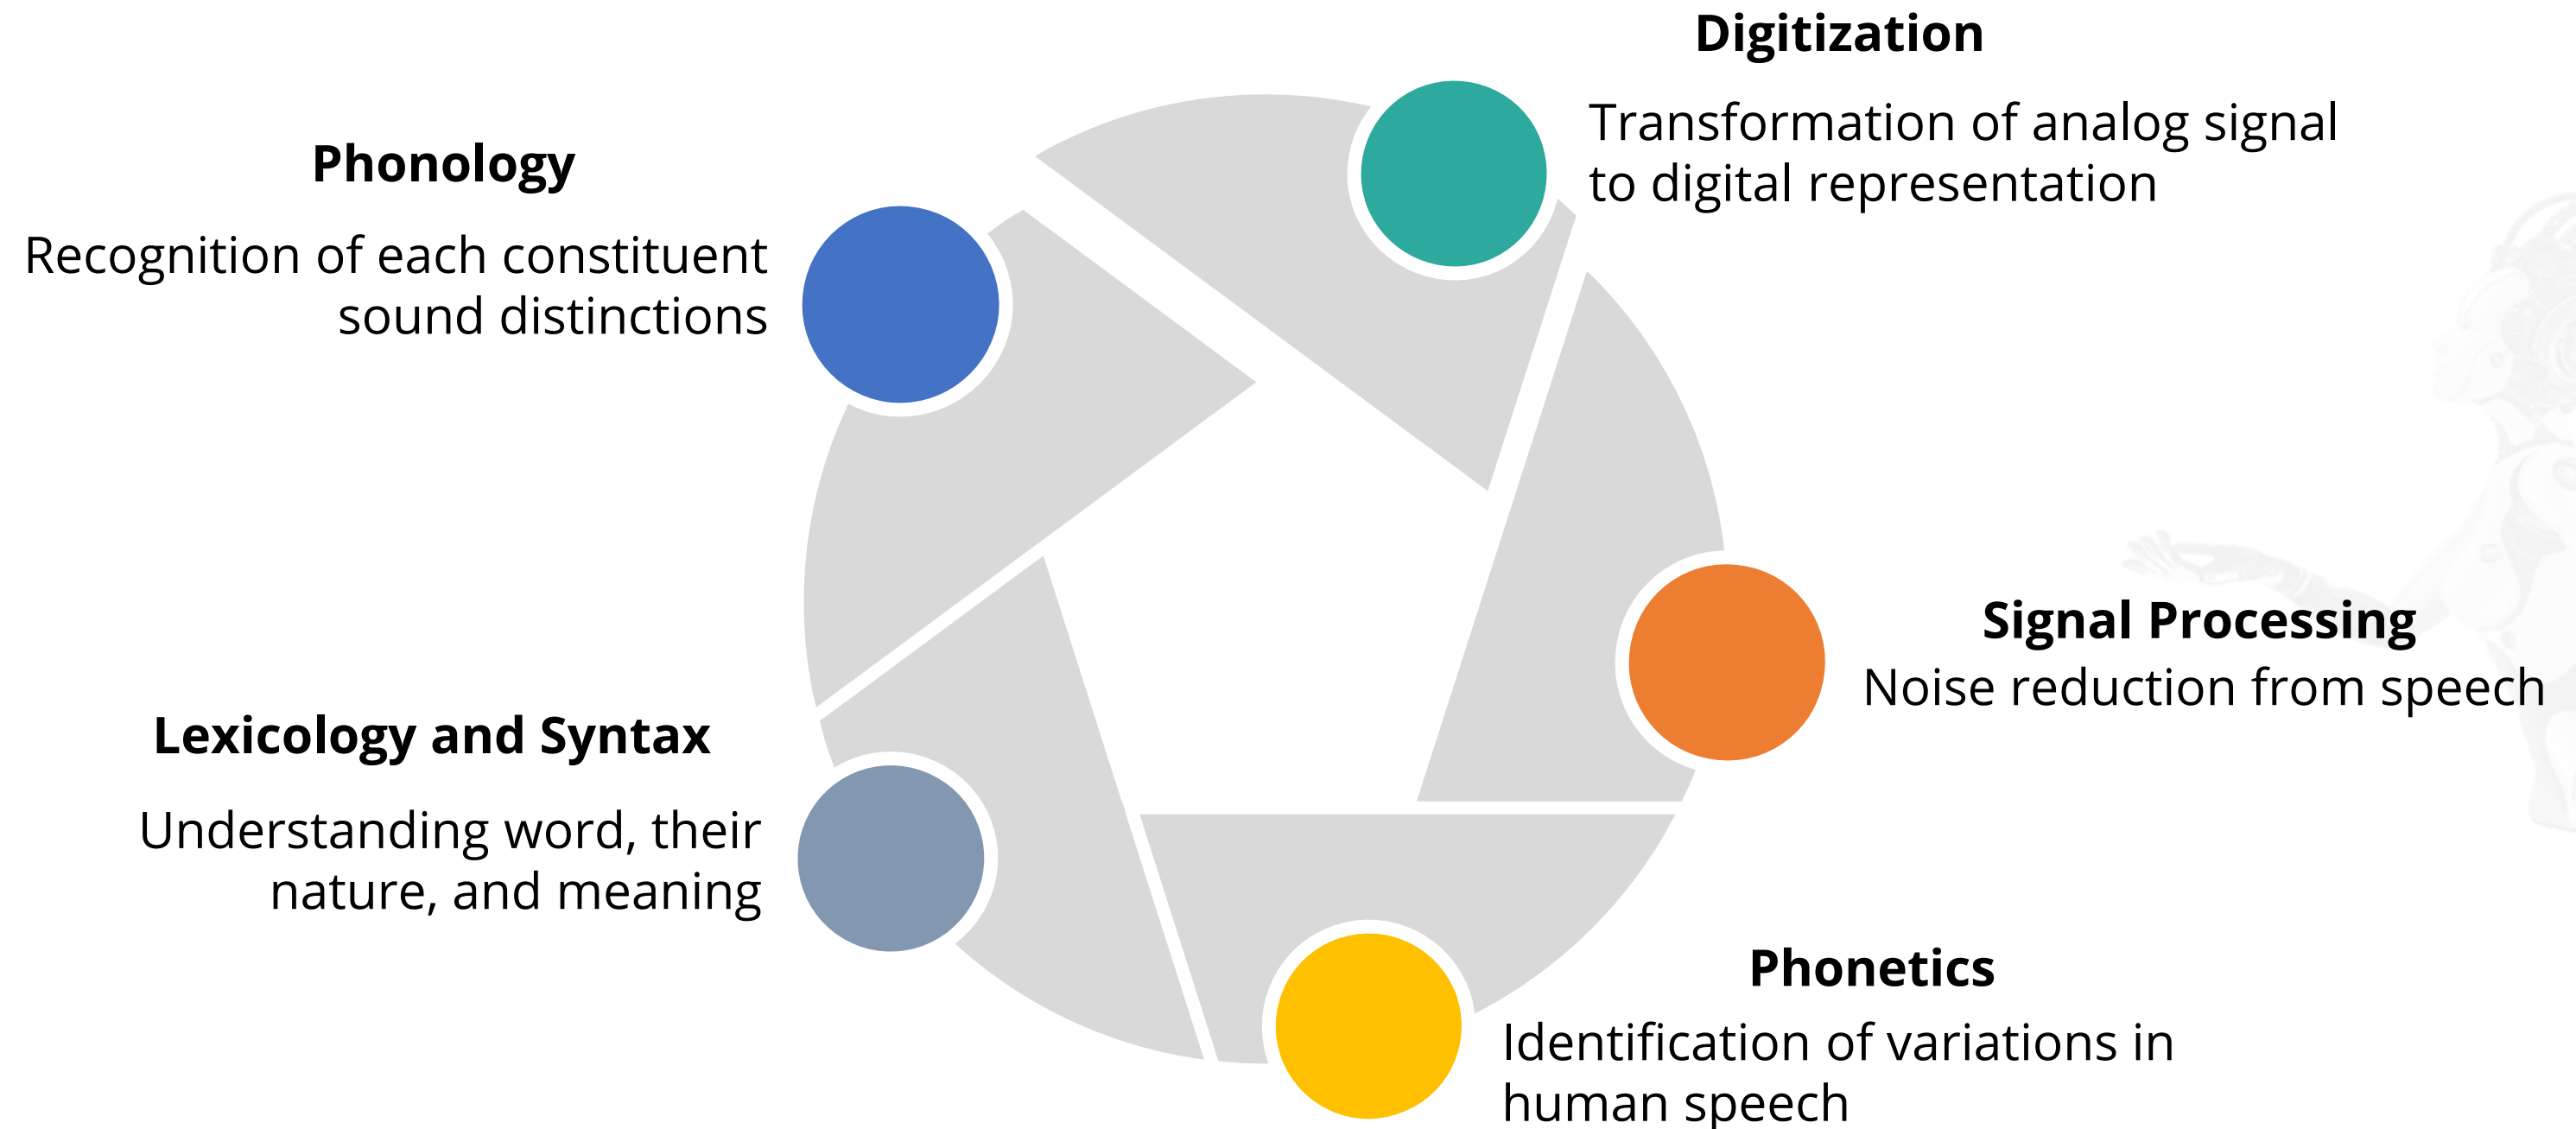 Digitization
Transformation of analog signal
to digital representation
Phonology
Recognition of each constituent
sound distinctions
Signal Processing
Noise reduction from speech
Lexicology and Syntax
Understanding word, their
nature, and meaning
Phonetics
Identification of variations in
human speech